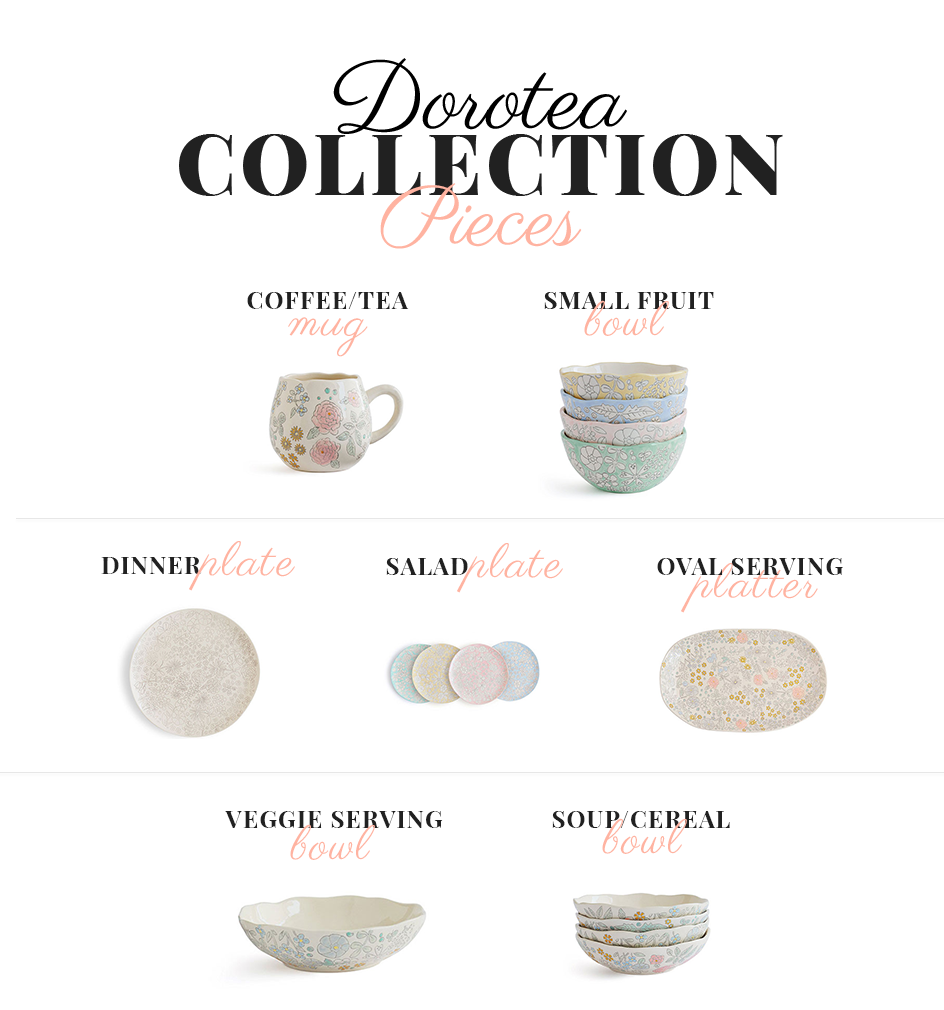 Dorotea
COLLECTION
Pieces
COFFEE/TEA
mug
SMALL FRUIT
bowl
DINNER plate
SALAD plate
OVAL SERVING
platter
VEGGIE SERVING
bowl
SOUP/CEREAL
bowl